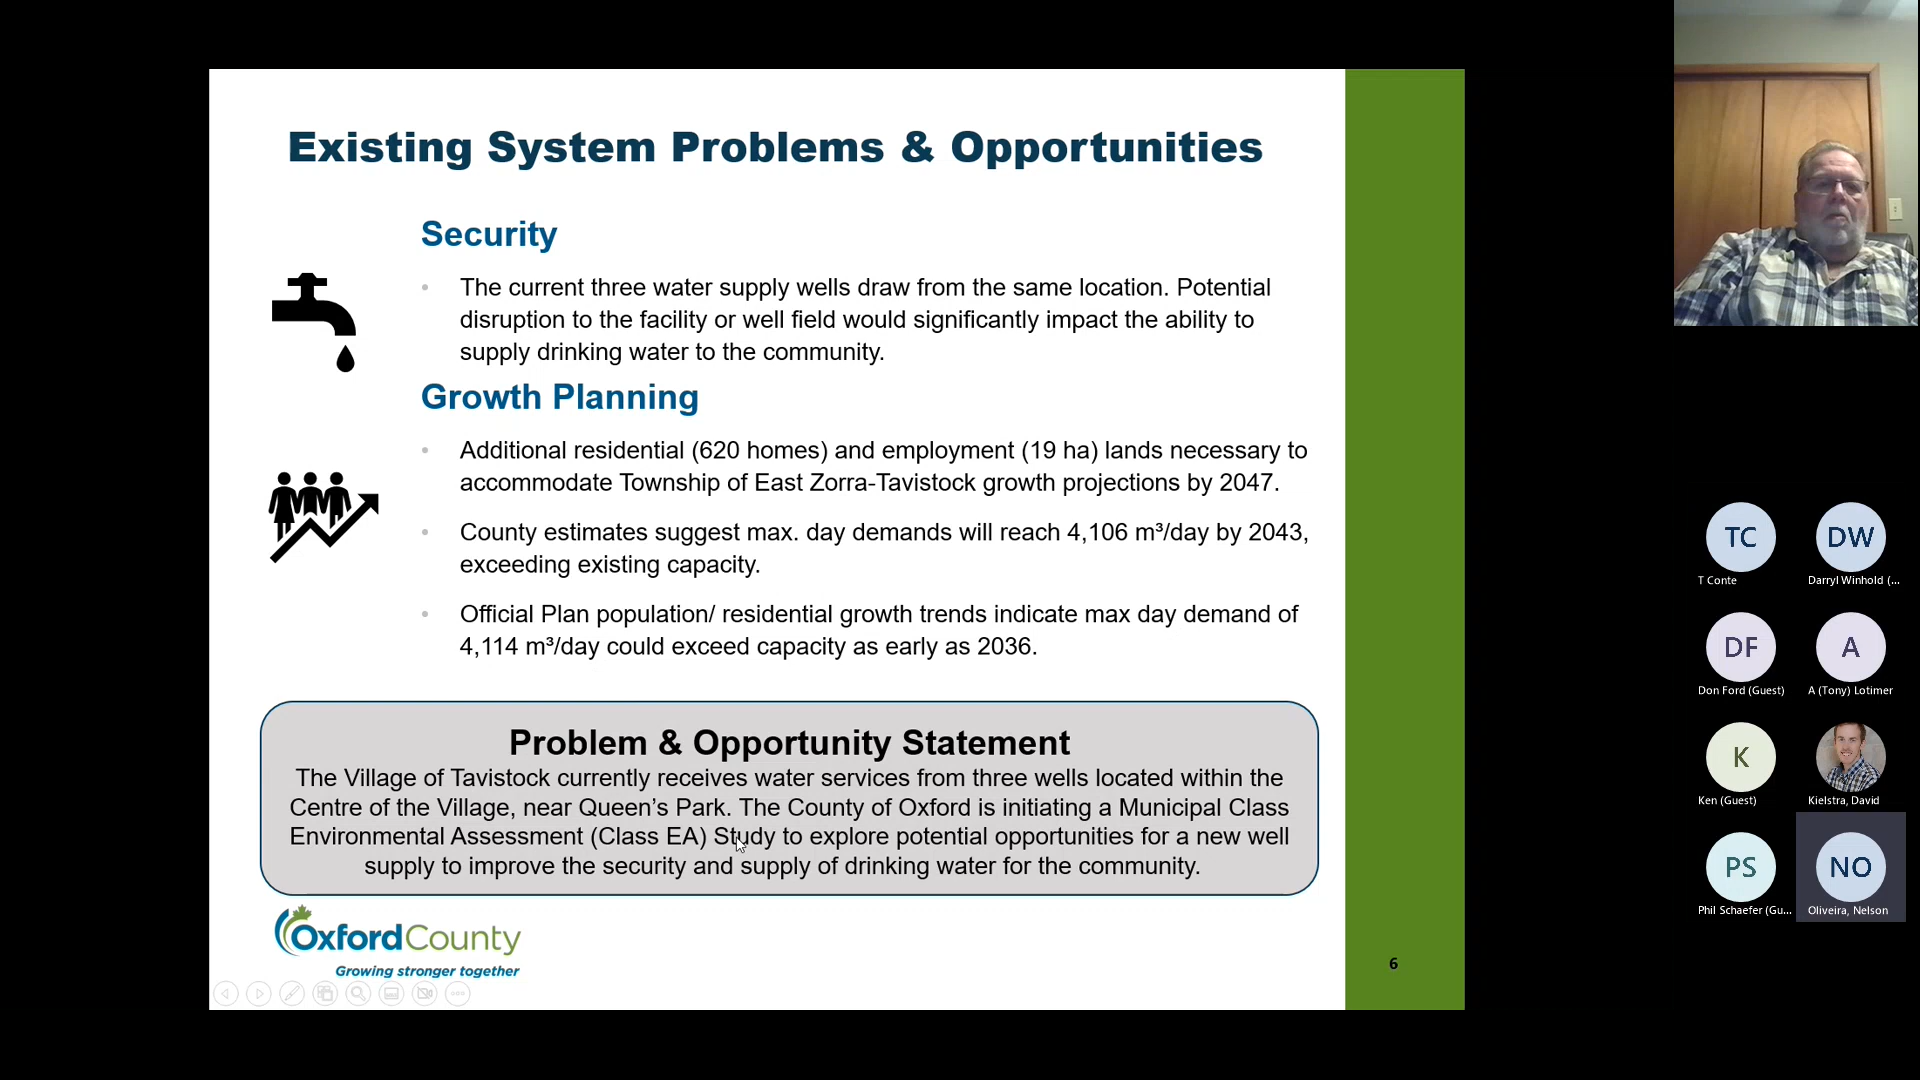 Existing System Problems & Opportunities
Security
• The current three water supply wells draw from the same location. Potential
disruption to the facility or well field would significantly impact the ability to
supply drinking water to the community.
Growth Planning
• Additional residential (620 homes) and employment (19 ha) lands necessary to
accommodate Township of East Zorra-Tavistock growth projections by 2047.
• County estimates suggest max. day demands will reach 4,106 m³/day by 2043,
exceeding existing capacity.
• Official Plan population/ residential growth trends indicate max day demand of
4,114 m³/day could exceed capacity as early as 2036.
Problem & Opportunity Statement
The Village of Tavistock currently receives water services from three wells located within the
Centre of the Village, near Queen’s Park. The County of Oxford is initiating a Municipal Class
Environmental Assessment (Class EA) Study to explore potential opportunities for a new well
supply to improve the security and supply of drinking water for the community.
OxfordCounty
Growing stronger together
6
TC
T Conte
DW
Darryl Winhold (...
DF
Don Ford (Guest)
A
A (Tony) Lotimer
K
Ken (Guest)
Kielstra, David
PS
Phil Schaefer (Gu...
NO
Oliveira, Nelson